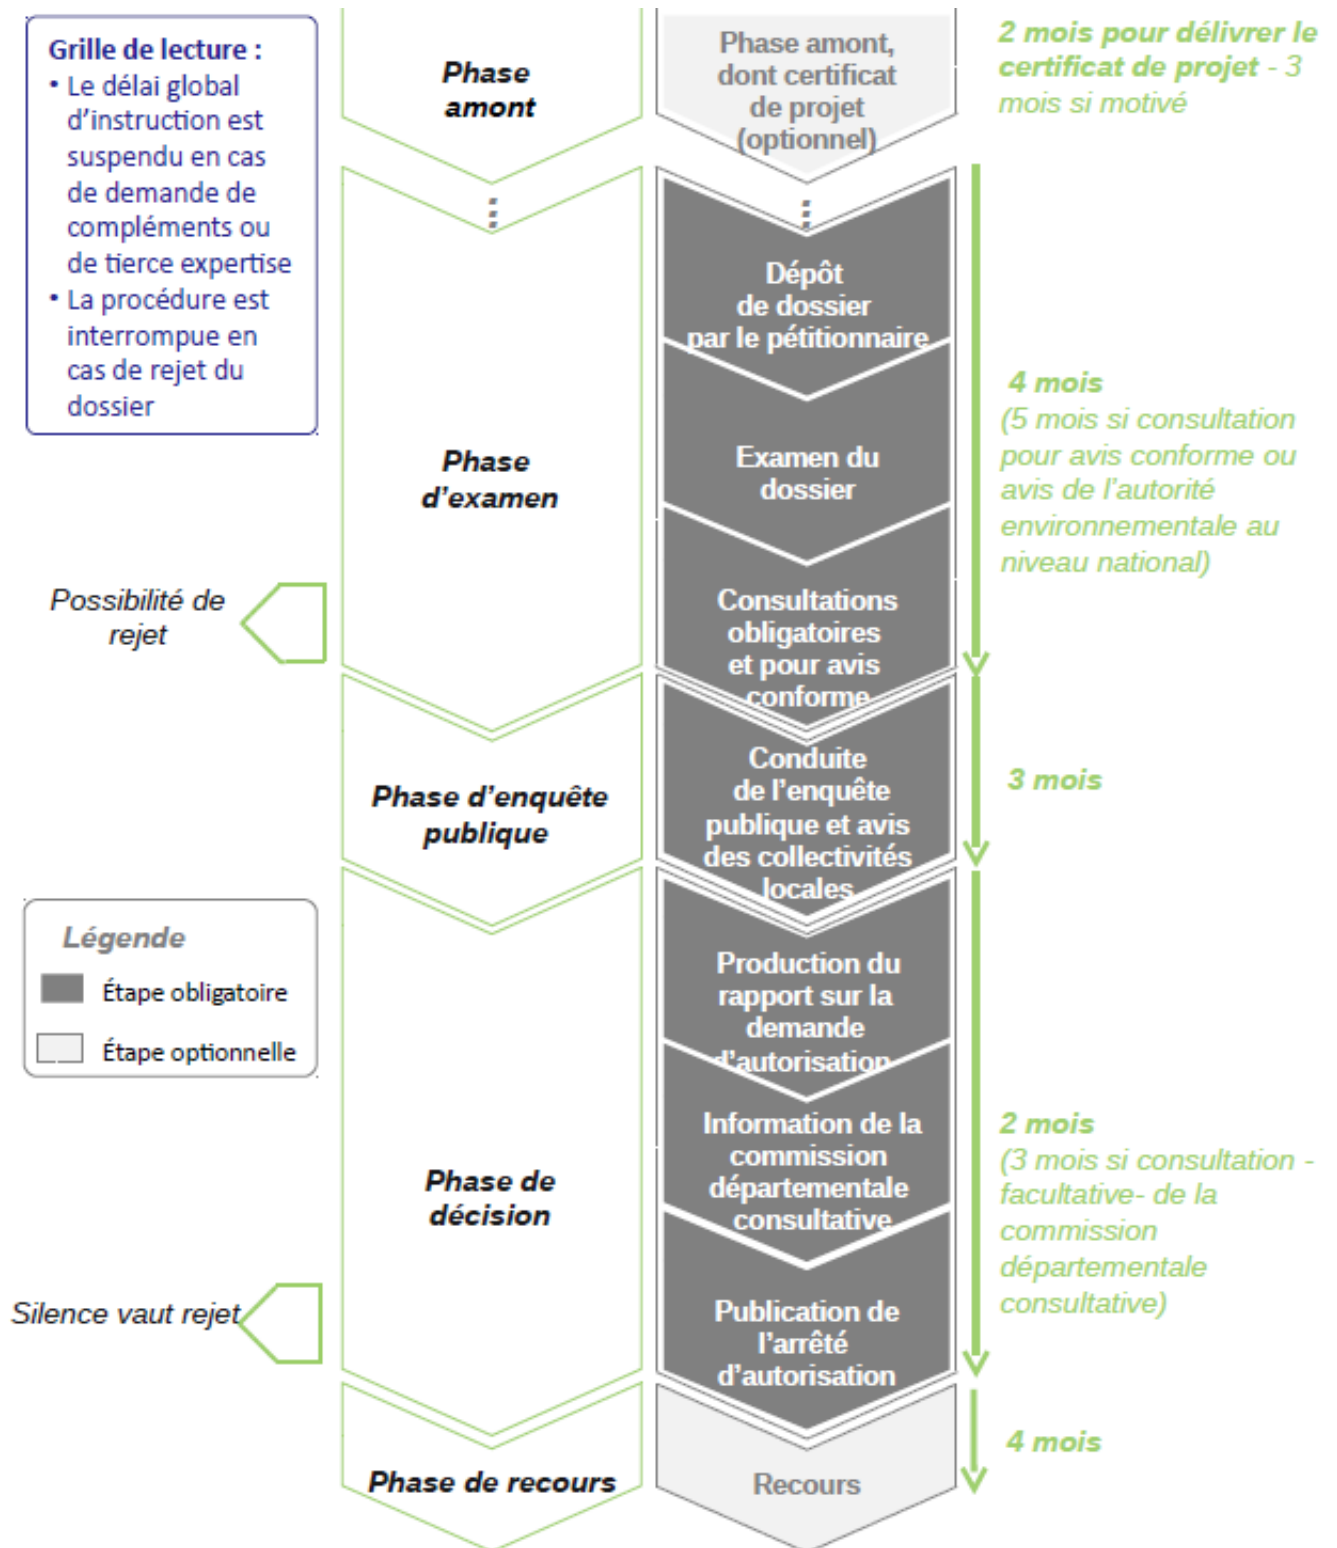 Grille de lecture :
• Le délai global
d'instruction est
suspendu en cas
de demande de
compléments ou
de tierce expertise
• La procédure est
interrompue en
cas de rejet du
dossier
Phase
amont
Phase amont,
dont certificat
de projet
(optionnel)
2 mois pour délivrer le
certificat de projet - 3
mois si motivé
Phase
d'examen
Dépôt
de dossier
par le pétitionnaire
Examen du
dossier
Consultations
obligatoires
et pour avis
conforme
4 mois
(5 mois si consultation
pour avis conforme ou
avis de l'autorité
environnementale au
niveau national)
Possibilité de
rejet
Phase d'enquête
publique
Conduite
de l'enquête
publique et avis
des collectivités
locales
3 mois
Légende
Étape obligatoire
Étape optionnelle
Phase de
décision
Production du
rapport sur la
demande
d'autorisation
Information de la
commission
départementale
consultative
Publication de
l'arrêté
d'autorisation
2 mois
(3 mois si consultation -
facultative- de la
commission
départementale
consultative)
Silence vaut rejet
Phase de recours
Recours
4 mois